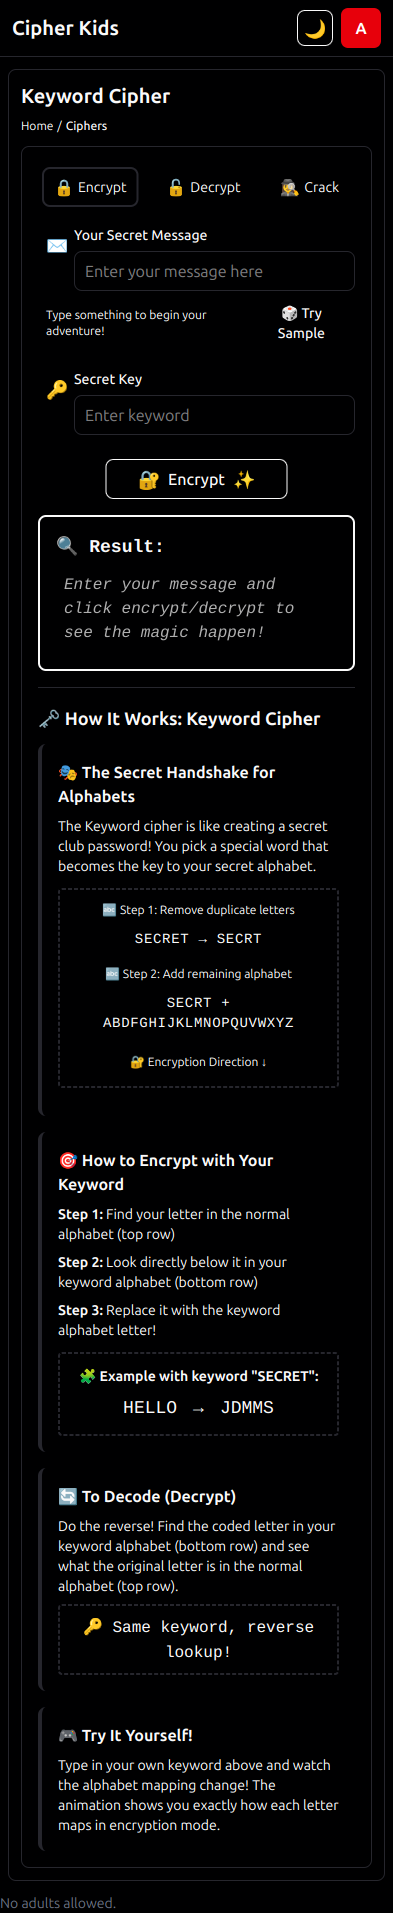 Cipher Kids
🌙
A
Keyword Cipher
Home / Ciphers
🔒 Encrypt
🔓 Decrypt
🕵️ Crack
✉️ Your Secret Message
Enter your message here
Type something to begin your
adventure!
🎲 Try
Sample
🔑 Secret Key
Enter keyword
🔐 Encrypt ✨
🔍 Result:
Enter your message and
click encrypt/decrypt to
see the magic happen!
🗝️ How It Works: Keyword Cipher
🎭 The Secret Handshake for
Alphabets
The Keyword cipher is like creating a secret
club password! You pick a special word that
becomes the key to your secret alphabet.
🔤 Step 1: Remove duplicate letters
SECRET → SECRT
🔤 Step 2: Add remaining alphabet
SECRT +
ABDFGHIJKLMNOPQUVWXYZ
🔐 Encryption Direction ↓
🎯 How to Encrypt with Your
Keyword
Step 1: Find your letter in the normal
alphabet (top row)
Step 2: Look directly below it in your
keyword alphabet (bottom row)
Step 3: Replace it with the keyword
alphabet letter!
🧩 Example with keyword "SECRET":
HELLO → JDMMS
🔄 To Decode (Decrypt)
Do the reverse! Find the coded letter in your
keyword alphabet (bottom row) and see
what the original letter is in the normal
alphabet (top row).
🔑 Same keyword, reverse
lookup!
🎮 Try It Yourself!
Type in your own keyword above and watch
the alphabet mapping change! The
animation shows you exactly how each letter
maps in encryption mode.
No adults allowed.